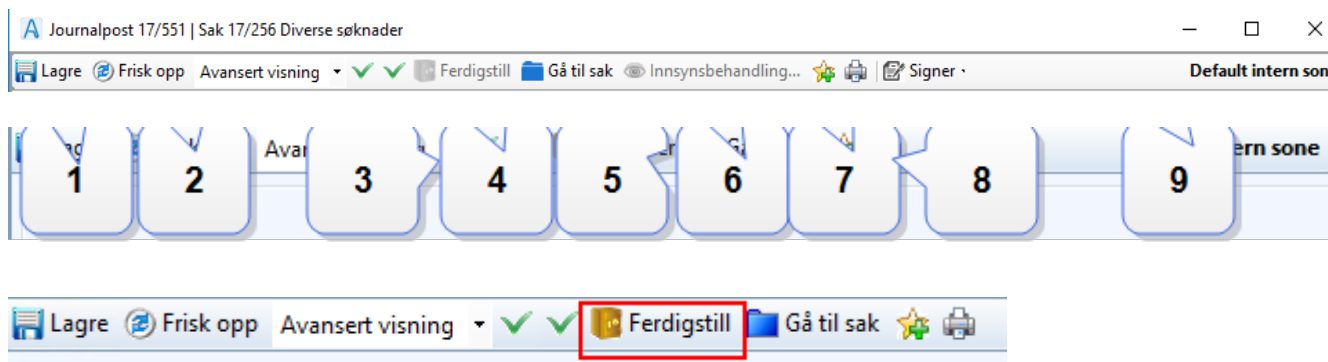 Journalpost 17/551 | Sak 17/256 Diverse søknader
Lagre Frisk opp Avansert visning Ferdigstill Gå til sak Innsynsbehandling... Signer Default intern son
Avar ern sone
1 2 3 4 5 6 7 8 9
Lagre Frisk opp Avansert visning Ferdigstill Gå til sak